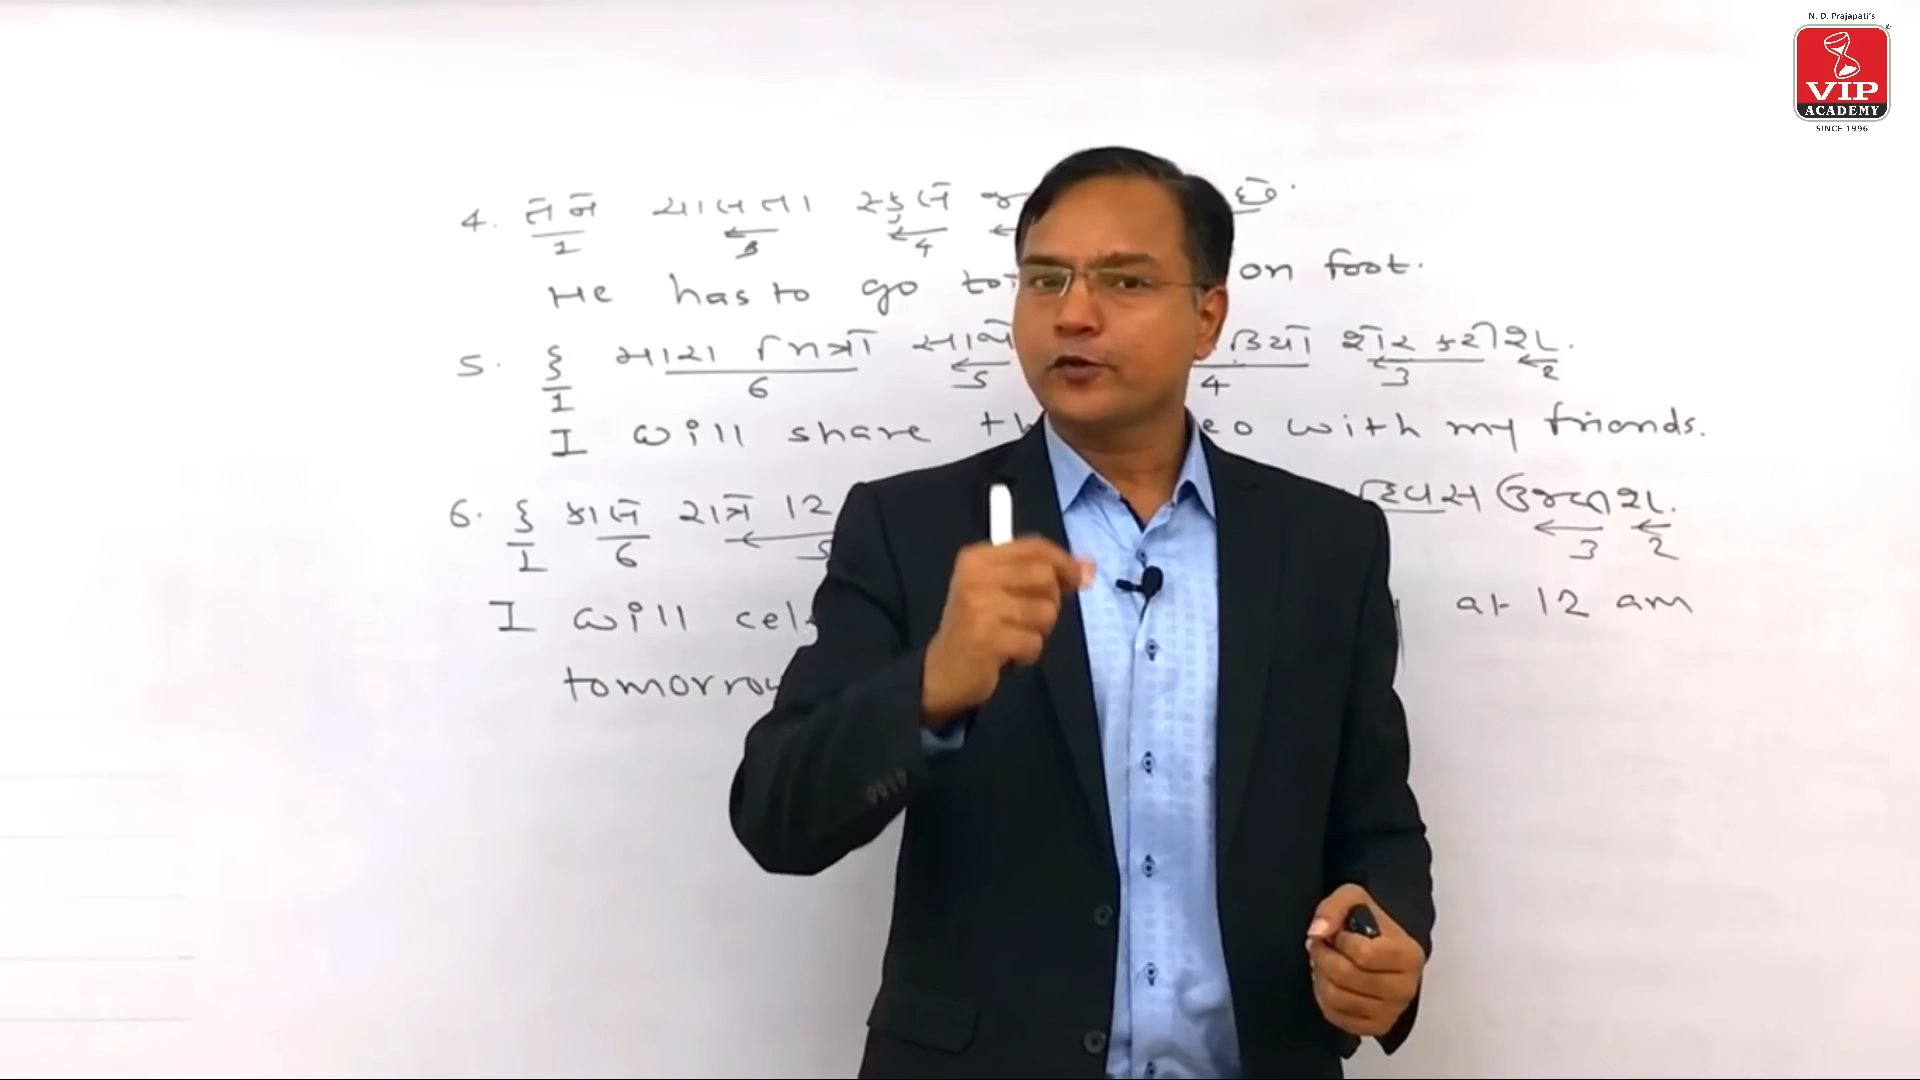 N. D. Prajapati's
VIP
ACADEMY
SINCE 1996
4. તેને ચાલતા સ્કુલે છે.
1 4
He has to go to on foot.
5. હું મારા મિત્રો સાથે શેર કરીશ.
1 6 5 4 3 2
I will share with my friends.
6. હું કાલે રાત્રે 12 દિવસ ઉજવીશ.
1 6 5 3 2
I will at 12 am
tomorrow